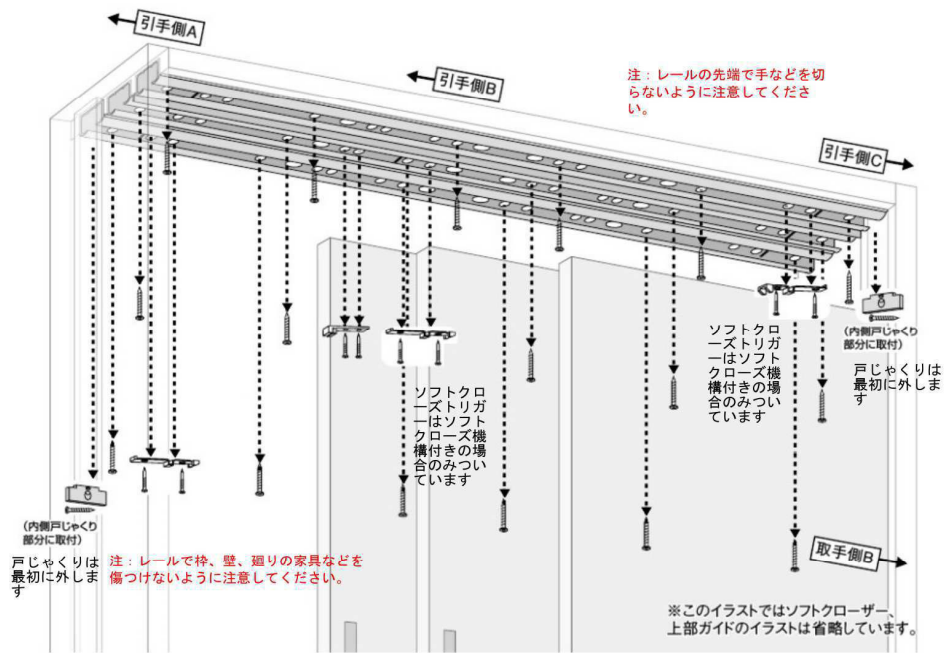 引手側A
引手側B
注：レールの先端で手などを切
らないように注意してくださ
い。
引手側C
(内側戸じゃくり
部分に取付)
戸じゃくりは
最初に外しま
す
ソフトクロ
ーズトリガ
ーはソフト
クローズ機
構付きの場
合のみつい
ています
ソフトクロ
ーズトリガ
ーはソフト
クローズ機
構付きの場
合のみつい
ています
(内側戸じゃくり
部分に取付)
戸じゃくりは
最初に外しま
す
注：レールで枠、壁、廻りの家具などを
傷つけないように注意してください。
取手側B
※このイラストではソフトクローザー、
上部ガイドのイラストは省略しています。